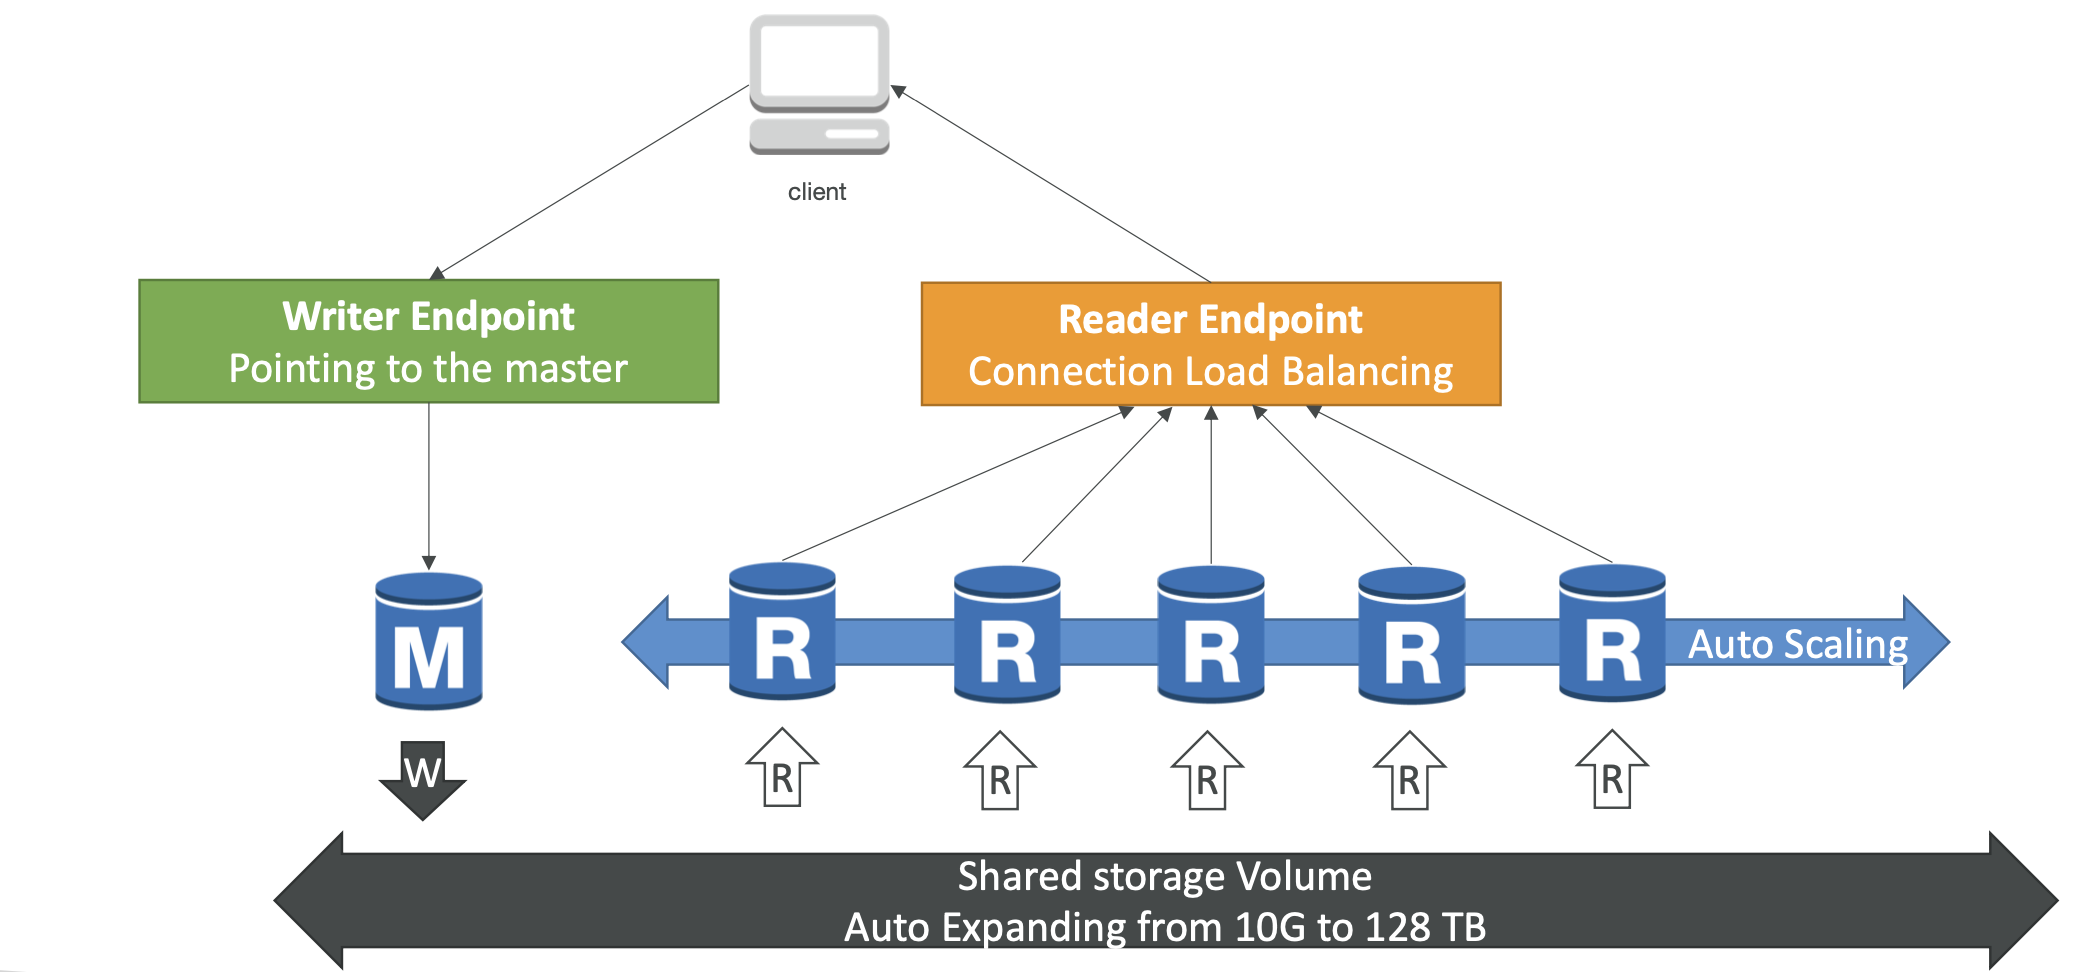 client
Writer Endpoint
Pointing to the master
Reader Endpoint
Connection Load Balancing
M
R
R
R
R
R
Auto Scaling
W
R
R
R
R
R
Shared storage Volume
Auto Expanding from 10G to 128 TB